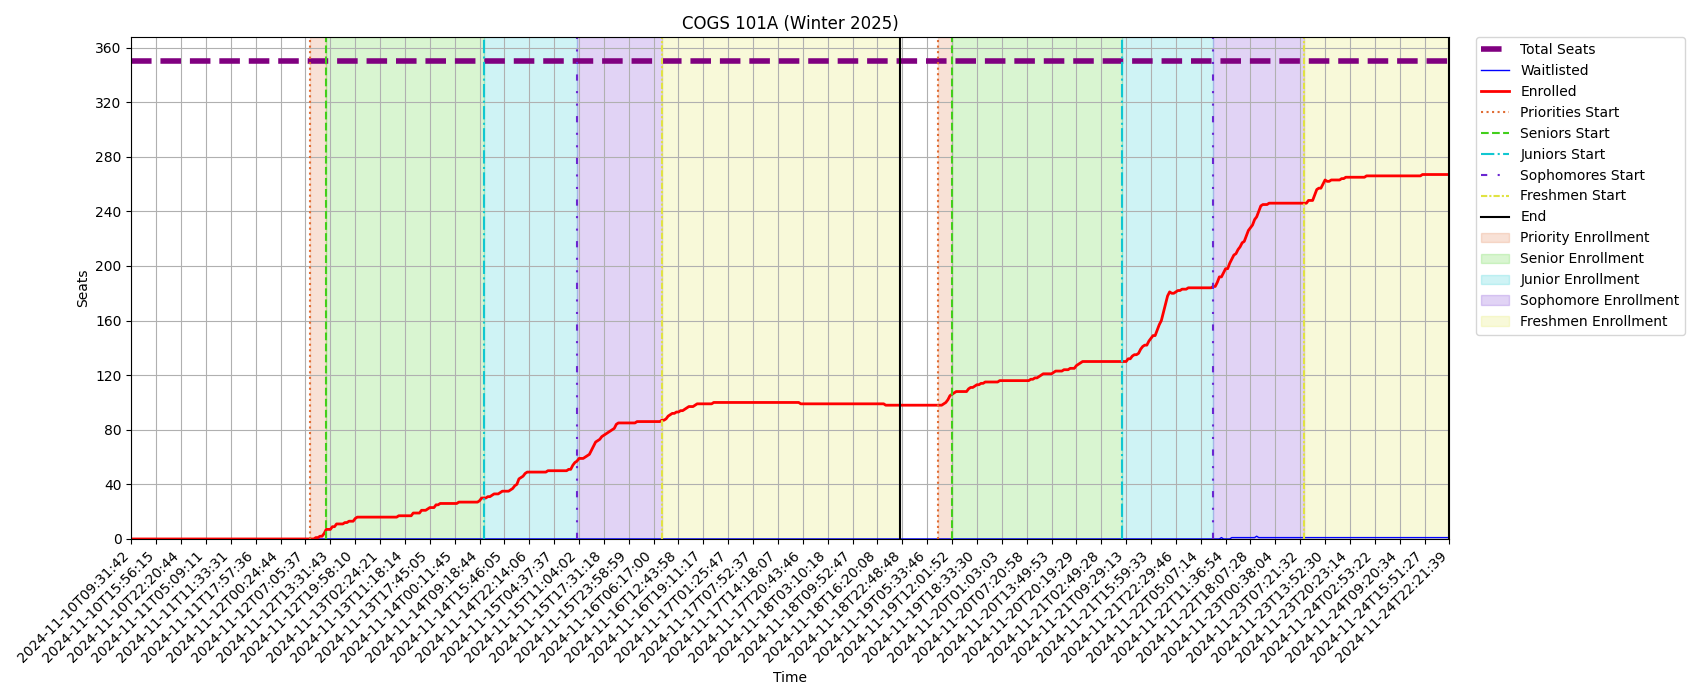 COGS 101A (Winter 2025)
360
320
280
240
200
160
120
80
40
0
Seats
2024-11-10T09:31:42
2024-11-10T15:56:15
2024-11-10T22:20:44
2024-11-11T05:09:11
2024-11-11T11:33:31
2024-11-11T17:57:36
2024-11-12T00:24:44
2024-11-12T07:05:37
2024-11-12T13:31:43
2024-11-12T19:58:10
2024-11-13T02:24:21
2024-11-13T11:18:14
2024-11-13T17:45:05
2024-11-14T00:11:45
2024-11-14T09:18:44
2024-11-14T15:46:05
2024-11-14T22:14:06
2024-11-15T04:37:37
2024-11-15T11:04:02
2024-11-15T17:31:18
2024-11-15T23:58:59
2024-11-16T06:17:00
2024-11-16T12:43:58
2024-11-16T19:11:17
2024-11-17T01:25:47
2024-11-17T07:52:37
2024-11-17T14:18:07
2024-11-17T20:43:46
2024-11-18T03:10:18
2024-11-18T09:52:47
2024-11-18T16:20:08
2024-11-18T22:48:48
2024-11-19T05:33:46
2024-11-19T12:01:52
2024-11-19T18:33:30
2024-11-20T01:03:03
2024-11-20T07:20:58
2024-11-20T13:49:53
2024-11-20T20:19:29
2024-11-21T02:49:28
2024-11-21T09:29:13
2024-11-21T15:59:33
2024-11-21T22:29:46
2024-11-22T05:07:14
2024-11-22T11:36:54
2024-11-22T18:07:28
2024-11-23T00:38:04
2024-11-23T07:21:32
2024-11-23T13:52:30
2024-11-23T20:23:14
2024-11-24T02:53:22
2024-11-24T09:20:34
2024-11-24T15:51:27
2024-11-24T22:21:39
Time
Total Seats
Waitlisted
Enrolled
Priorities Start
Seniors Start
Juniors Start
Sophomores Start
Freshmen Start
End
Priority Enrollment
Senior Enrollment
Junior Enrollment
Sophomore Enrollment
Freshmen Enrollment